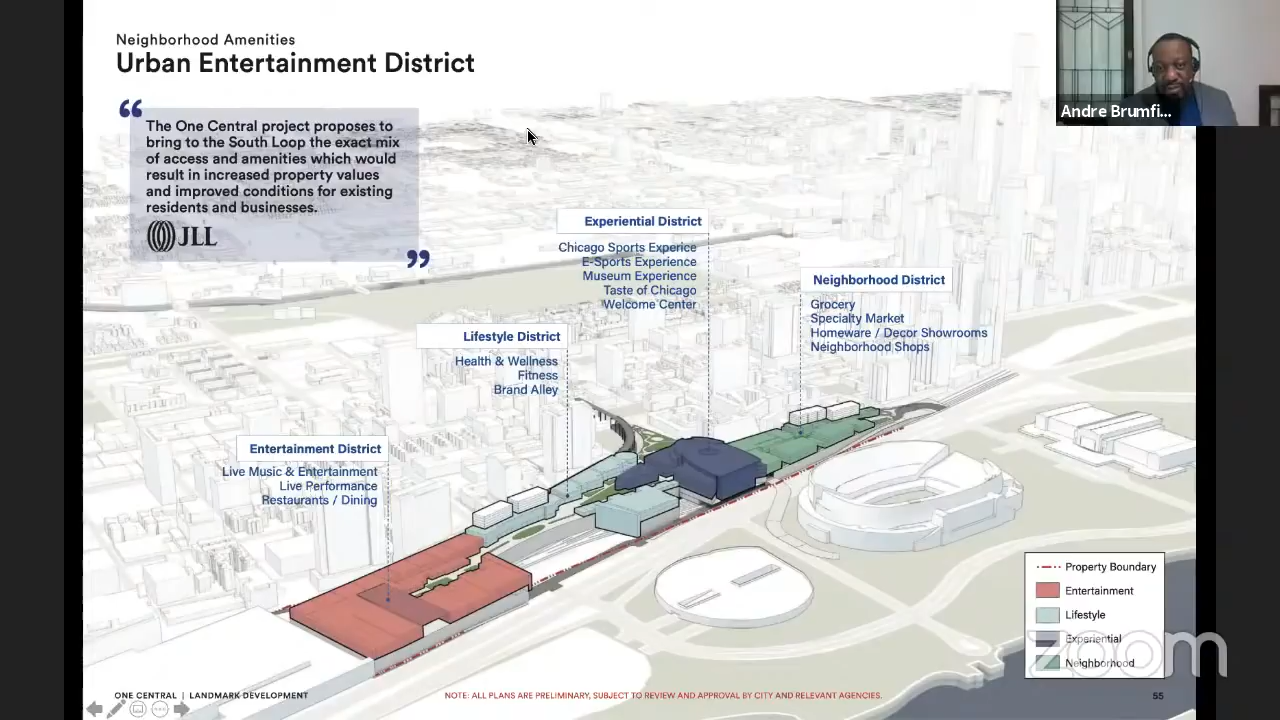 Neighborhood Amenities
Urban Entertainment District
“
The One Central project proposes to
bring to the South Loop the exact mix
of access and amenities which would
result in increased property values
and improved conditions for existing
residents and businesses.
JLL
”
Andre Brumfi...
Experiential District
Chicago Sports Experice
E-Sports Experience
Museum Experience
Taste of Chicago
Welcome Center
Neighborhood District
Grocery
Specialty Market
Homeware / Decor Showrooms
Neighborhood Shops
Lifestyle District
Health & Wellness
Fitness
Brand Alley
Entertainment District
Live Music & Entertainment
Live Performance
Restaurants / Dining
Property Boundary
Entertainment
Lifestyle
Experiential
Neighborhood
zoom
ONE CENTRAL | LANDMARK DEVELOPMENT
NOTE: ALL PLANS ARE PRELIMINARY, SUBJECT TO REVIEW AND APPROVAL BY CITY AND RELEVANT AGENCIES.
55